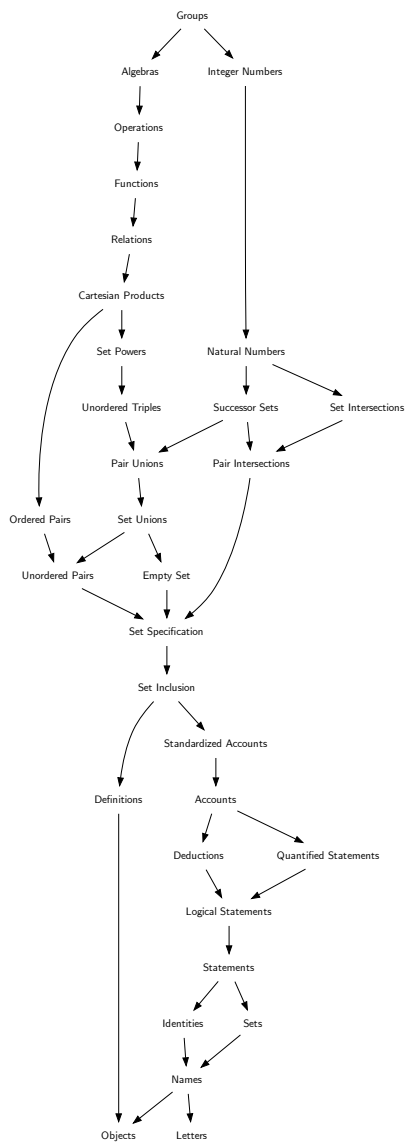 Groups
Algebras
Integer Numbers
Operations
Functions
Relations
Cartesian Products
Set Powers
Natural Numbers
Unordered Triples
Successor Sets
Set Intersections
Pair Unions
Pair Intersections
Ordered Pairs
Set Unions
Unordered Pairs
Empty Set
Set Specification
Set Inclusion
Standardized Accounts
Definitions
Accounts
Deductions
Quantified Statements
Logical Statements
Statements
Identities
Sets
Names
Objects
Letters